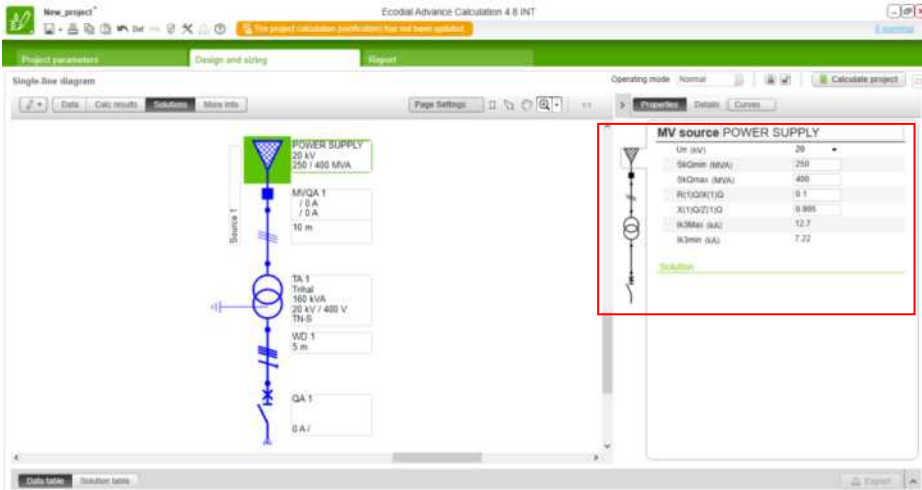 New_project*
Ecodial Advance Calculation 4.8 INT
Def
The project calculation (verification) has not been updated.
Project parameters
Design and sizing
Report
Single-line diagram
Operating mode Normal
Calculate project
Data Calc results Solutions More info
Page Settings
1:1
Properties Details Curves
POWER SUPPLY
20 kV
250 / 400 MVA
MVQA 1
/ 0 A
/ 0 A
10 m
Source 1
TA 1
Trihal
160 kVA
20 kV / 400 V
TN-S
WD 1
5 m
QA 1
0 A /
MV source POWER SUPPLY
Un (kV) 20
SkQmin (MVA) 250
SkQmax (MVA) 400
R(1)Q/X(1)Q 0.1
X(1)Q/Z(1)Q 0.995
Ik3Max (kA) 12.7
Ik3min (kA) 7.22
Solution
Data table Solution table
Export